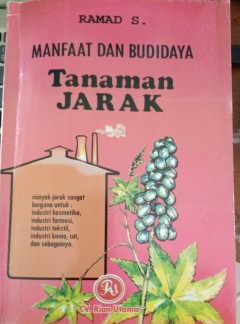 RAMAD S.
MANFAAT DAN BUDIDAYA
Tanaman
JARAK
minyak jarak sangat
berguna untuk :
industri kosmetika,
industri farmasi,
industri tekstil,
industri kimia, cat,
dan sebagainya.
RS
CV. Rian Utama